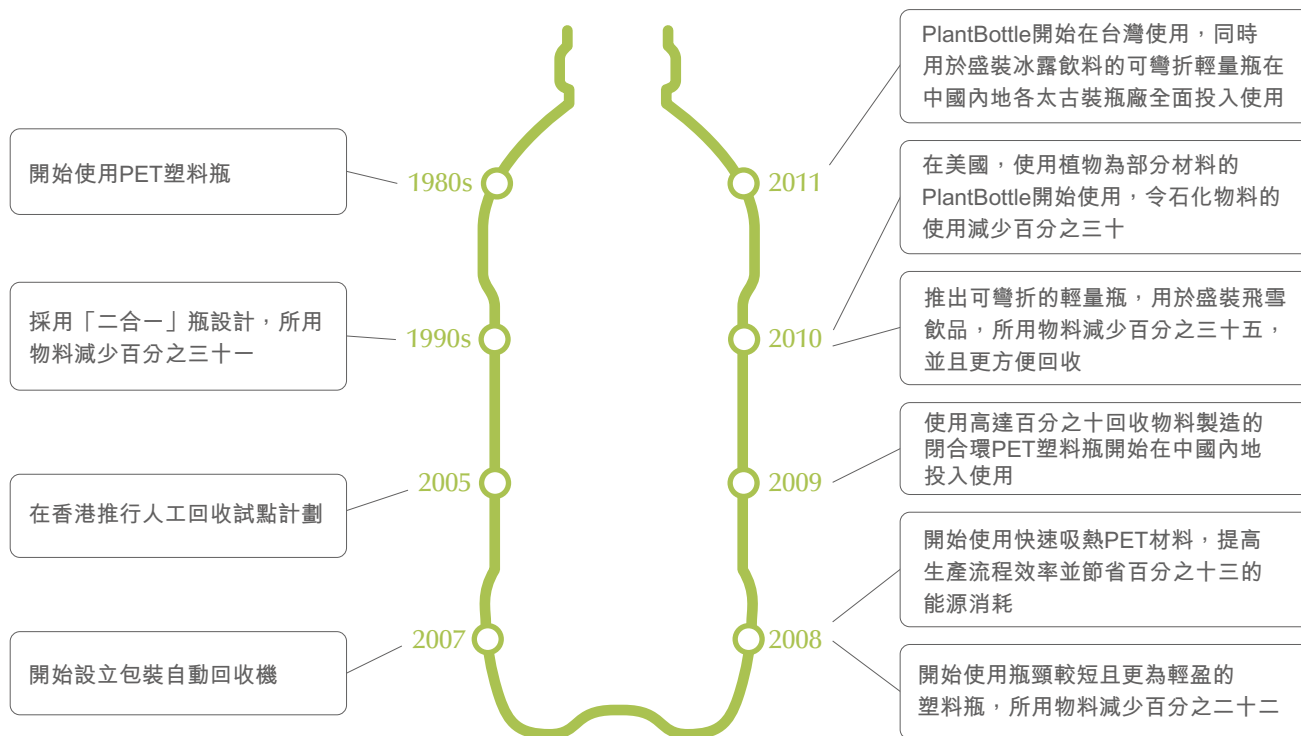 開始使用PET塑料瓶
1980s
採用「二合一」瓶設計，所用
物料減少百分之三十一
1990s
在香港推行人工回收試點計劃
2005
開始設立包裝自動回收機
2007
PlantBottle開始在台灣使用，同時
用於盛裝冰露飲料的可彎折輕量瓶在
中國內地各太古裝瓶廠全面投入使用
2011
在美國，使用植物為部分材料的
PlantBottle開始使用，令石化物料的
使用減少百分之三十
2010
推出可彎折的輕量瓶，用於盛裝飛雪
飲品，所用物料減少百分之三十五，
並且更方便回收
使用高達百分之十回收物料製造的
閉合環PET塑料瓶開始在中國內地
投入使用
2009
開始使用快速吸熱PET材料，提高
生產流程效率並節省百分之十三的
能源消耗
2008
開始使用瓶頸較短且更為輕盈的
塑料瓶，所用物料減少百分之二十二